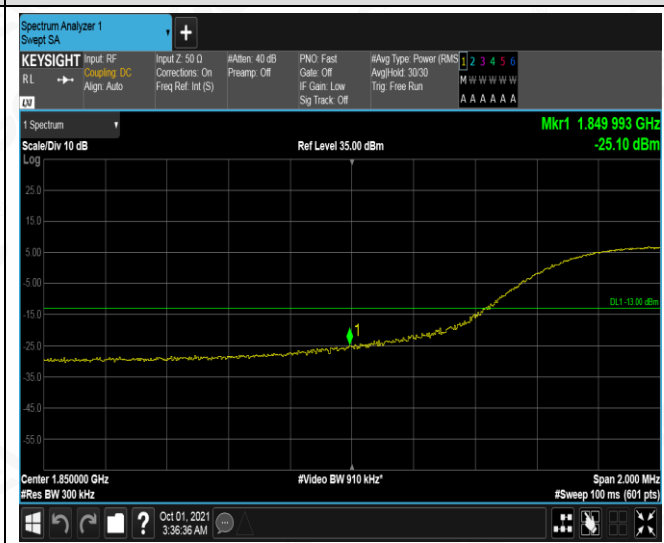 Spectrum Analyzer 1
Swept SA
+
KEYSIGHT
RL
LXI
Input: RF
Coupling: DC
Align: Auto
Input Z: 50 Ω
Corrections: On
Freq Ref: Int (S)
#Atten: 40 dB
Preamp: Off
PNO: Fast
Gate: Off
IF Gain: Low
Sig Track: Off
#Avg Type: Power (RMS
Avg|Hold: 30/30
Trig: Free Run
1 2 3 4 5 6
M W W W W W
A A A A A A
1 Spectrum
Scale/Div 10 dB
Ref Level 35.00 dBm
Mkr1 1.849 993 GHz
-25.10 dBm
Log
25.0
15.0
5.00
-5.00
-15.0
-25.0
-35.0
-45.0
-55.0
DL1 -13.00 dBm
1
Center 1.850000 GHz
#Res BW 300 kHz
#Video BW 910 kHz*
Span 2.000 MHz
#Sweep 100 ms (601 pts)
?
Oct 01, 2021
3:36:36 AM